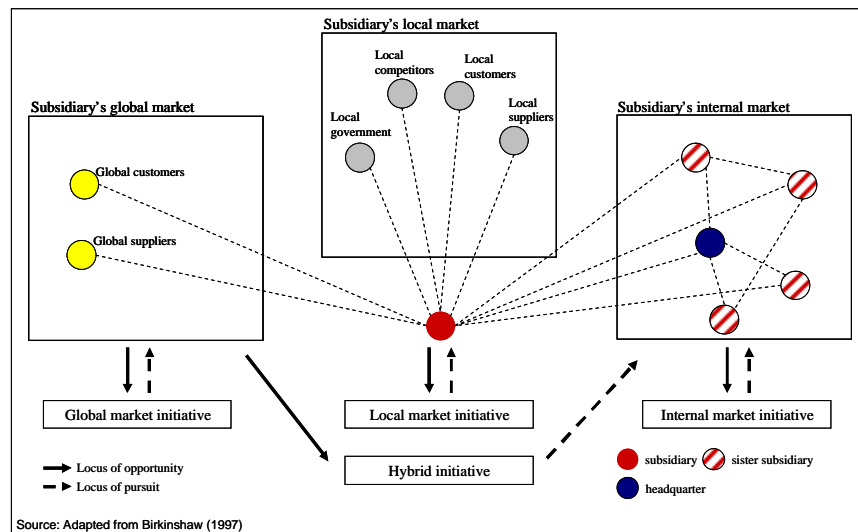 Subsidiary's local market
Local
competitors
Local
customers
Local
government
Local
suppliers
Subsidiary's global market
Global customers
Global suppliers
Subsidiary's internal market
Global market initiative
Local market initiative
Internal market initiative
Hybrid initiative
Locus of opportunity
Locus of pursuit
subsidiary
sister subsidiary
headquarter
Source: Adapted from Birkinshaw (1997)